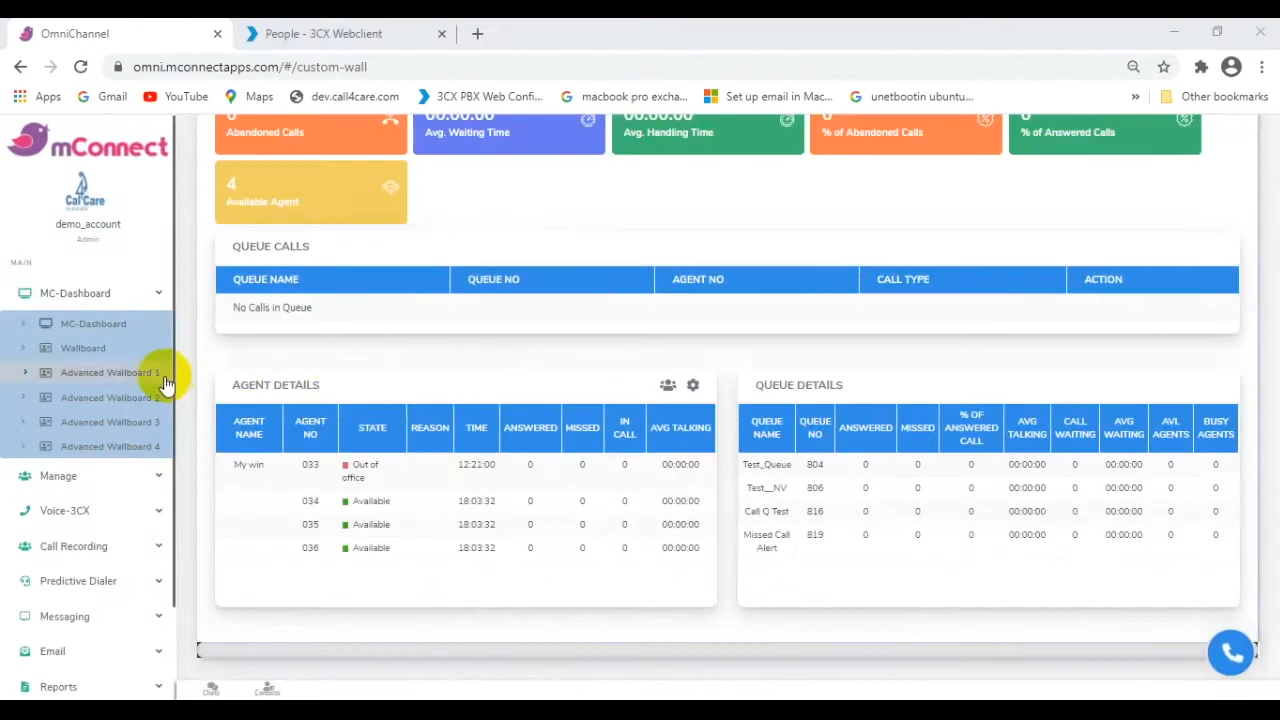 OmniChannel
People - 3CX Webclient
omni.mconnectapps.com/#/custom-wall
Apps
Gmail
YouTube
Maps
dev.call4care.com
3CX PBX Web Confi...
macbook pro excha...
Set up email in Mac...
unetbootin ubuntu...
»
Other bookmarks
mConnect
CalCare
demo_account
Admin
MAIN
MC-Dashboard
MC-Dashboard
Wallboard
Advanced Wallboard 1
Advanced Wallboard 2
Advanced Wallboard 3
Advanced Wallboard 4
Manage
Voice-3CX
Call Recording
Predictive Dialer
Messaging
Email
Reports
Abandoned Calls
00:00:00
Avg. Waiting Time
00:00:00
Avg. Handling Time
% of Abandoned Calls
% of Answered Calls
4
Available Agent
QUEUE CALLS
QUEUE NAME QUEUE NO AGENT NO CALL TYPE ACTION
No Calls in Queue
AGENT DETAILS
AGENT NAME AGENT NO STATE REASON TIME ANSWERED MISSED IN CALL AVG TALKING
My win 033 Out of office 12:21:00 0 0 0 00:00:00
034 Available 18:03:32 0 0 0 00:00:00
035 Available 18:03:32 0 0 0 00:00:00
036 Available 18:03:32 0 0 0 00:00:00
QUEUE DETAILS
QUEUE NAME QUEUE NO ANSWERED MISSED % OF ANSWERED CALL AVG TALKING CALL WAITING AVG WAITING AVL AGENTS BUSY AGENTS
Test_Queue 804 0 0 0 00:00:00 0 00:00:00 0 0
Test__NV 806 0 0 0 00:00:00 0 00:00:00 0 0
Call Q Test 816 0 0 0 00:00:00 0 00:00:00 0 0
Missed Call Alert 819 0 0 0 00:00:00 0 00:00:00 0 0
Chats
Contacts